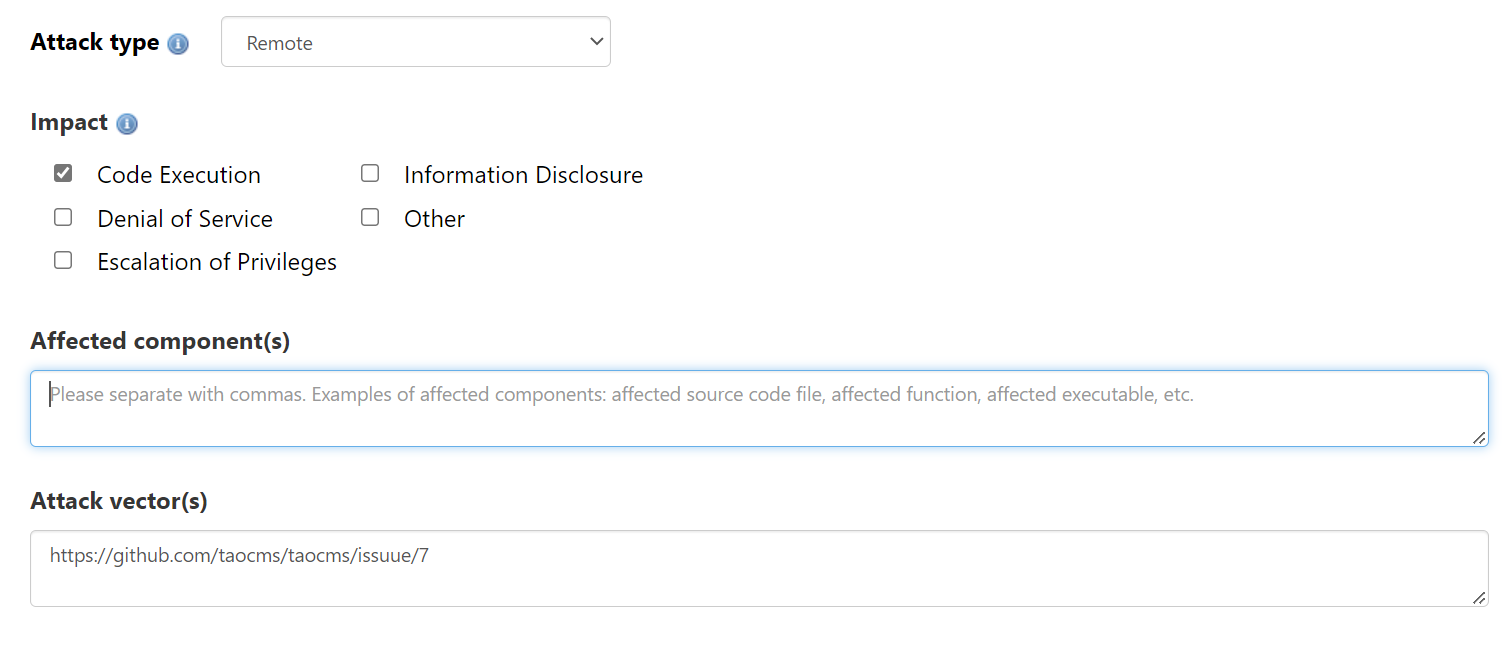 Attack type
Remote
Impact
Code Execution
Information Disclosure
Denial of Service
Other
Escalation of Privileges
Affected component(s)
Please separate with commas. Examples of affected components: affected source code file, affected function, affected executable, etc.
Attack vector(s)
https://github.com/taocms/taocms/issuue/7